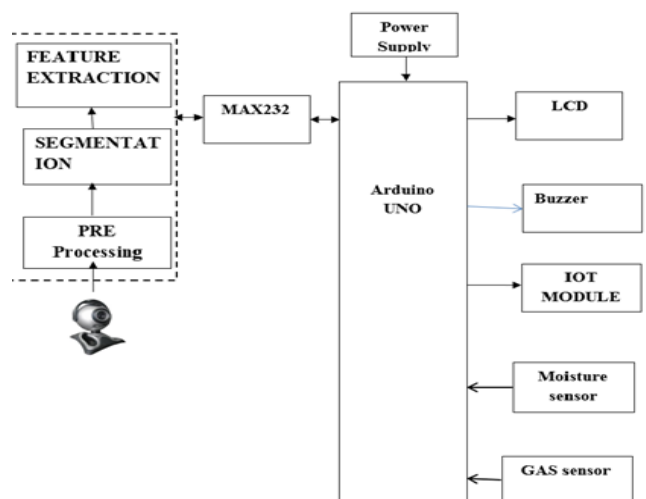 Power
Supply
FEATURE
EXTRACTION
MAX232
LCD
SEGMENTAT
ION
Arduino
UNO
Buzzer
PRE
Processing
IOT
MODULE
Moisture
sensor
GAS sensor